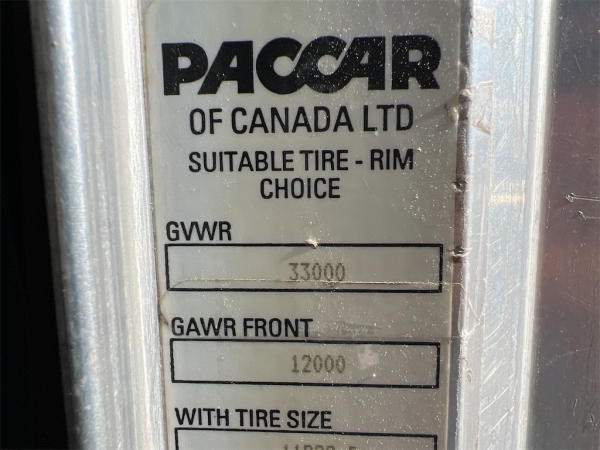 PACCAR
OF CANADA LTD
SUITABLE TIRE - RIM
CHOICE
GVWR
33000
GAWR FRONT
12000
WITH TIRE SIZE